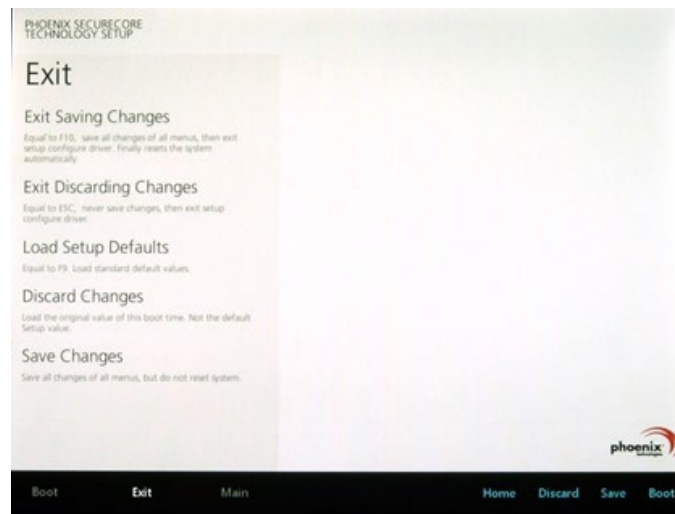 PHOENIX SECURECORE
TECHNOLOGY SETUP
Exit
Exit Saving Changes
Equal to F10, save all changes of all menus, then exit
setup configure driver. Finally resets the system
automatically.
Exit Discarding Changes
Equal to ESC, never save changes, then exit setup
configure driver.
Load Setup Defaults
Equal to F9. Load standard default values.
Discard Changes
Load the original value of this boot time. Not the default
Setup value.
Save Changes
Save all changes of all menus, but do not reset system.
phoenix
technologies
Boot Exit Main Home Discard Save Boot